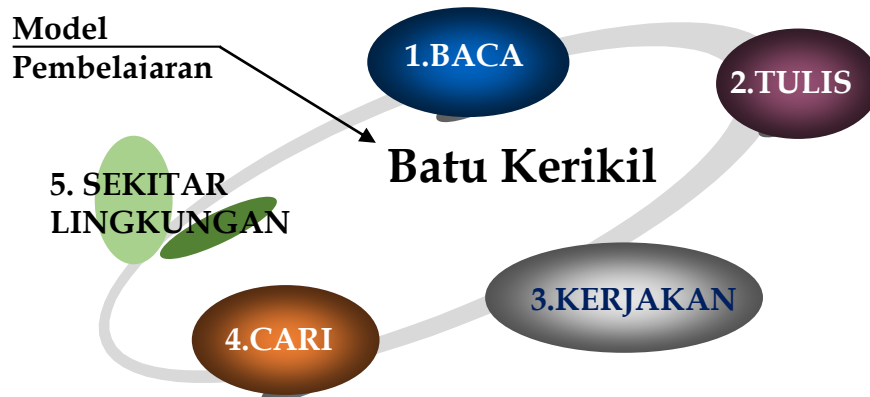 Model
Pembelajaran
1.BACA
2.TULIS
Batu Kerikil
5. SEKITAR
LINGKUNGAN
3.KERJAKAN
4.CARI